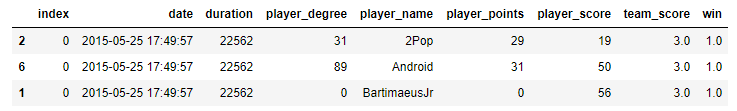 index date duration player_degree player_name player_points player_score team_score win
2 0 2015-05-25 17:49:57 22562 31 2Pop 29 19 3.0 1.0
6 0 2015-05-25 17:49:57 22562 89 Android 31 50 3.0 1.0
1 0 2015-05-25 17:49:57 22562 0 BartimaeusJr 0 56 3.0 1.0